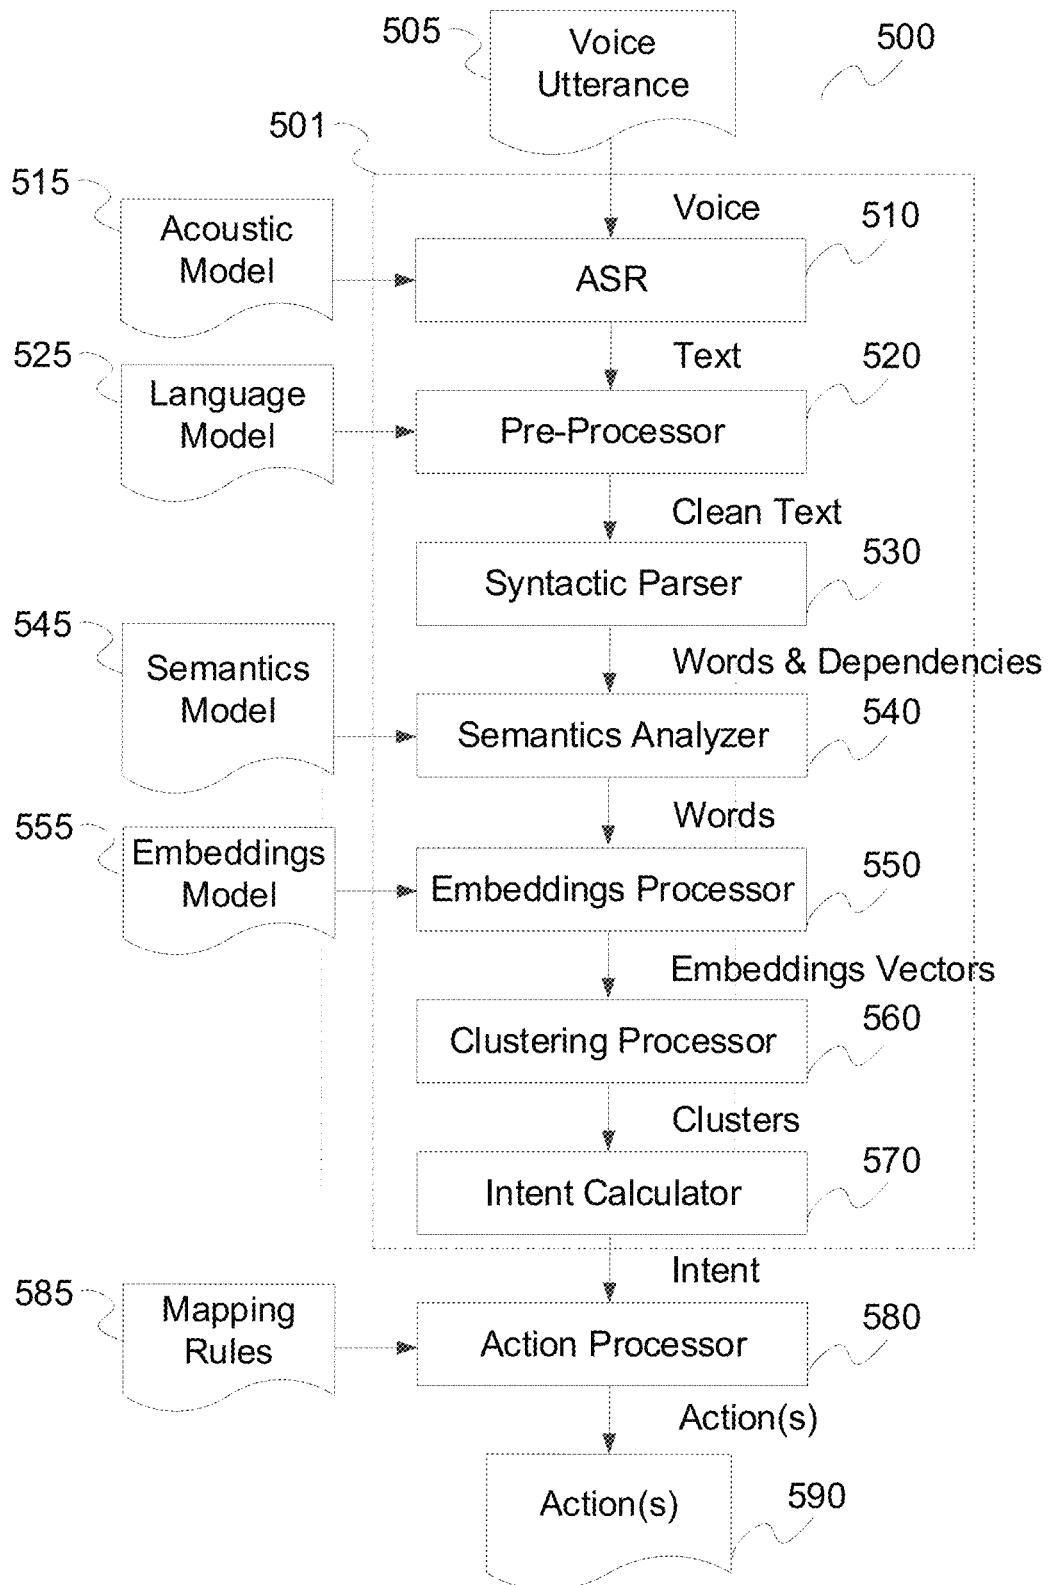 505
Voice
Utterance
500
501
515
Acoustic
Model
Voice
510
ASR
525
Language
Model
Text
520
Pre-Processor
Clean Text
530
Syntactic Parser
545
Semantics
Model
Words & Dependencies
540
Semantics Analyzer
555
Embeddings
Model
Words
550
Embeddings Processor
Embeddings Vectors
560
Clustering Processor
Clusters
570
Intent Calculator
Intent
585
Mapping
Rules
580
Action Processor
Action(s)
Action(s)
590